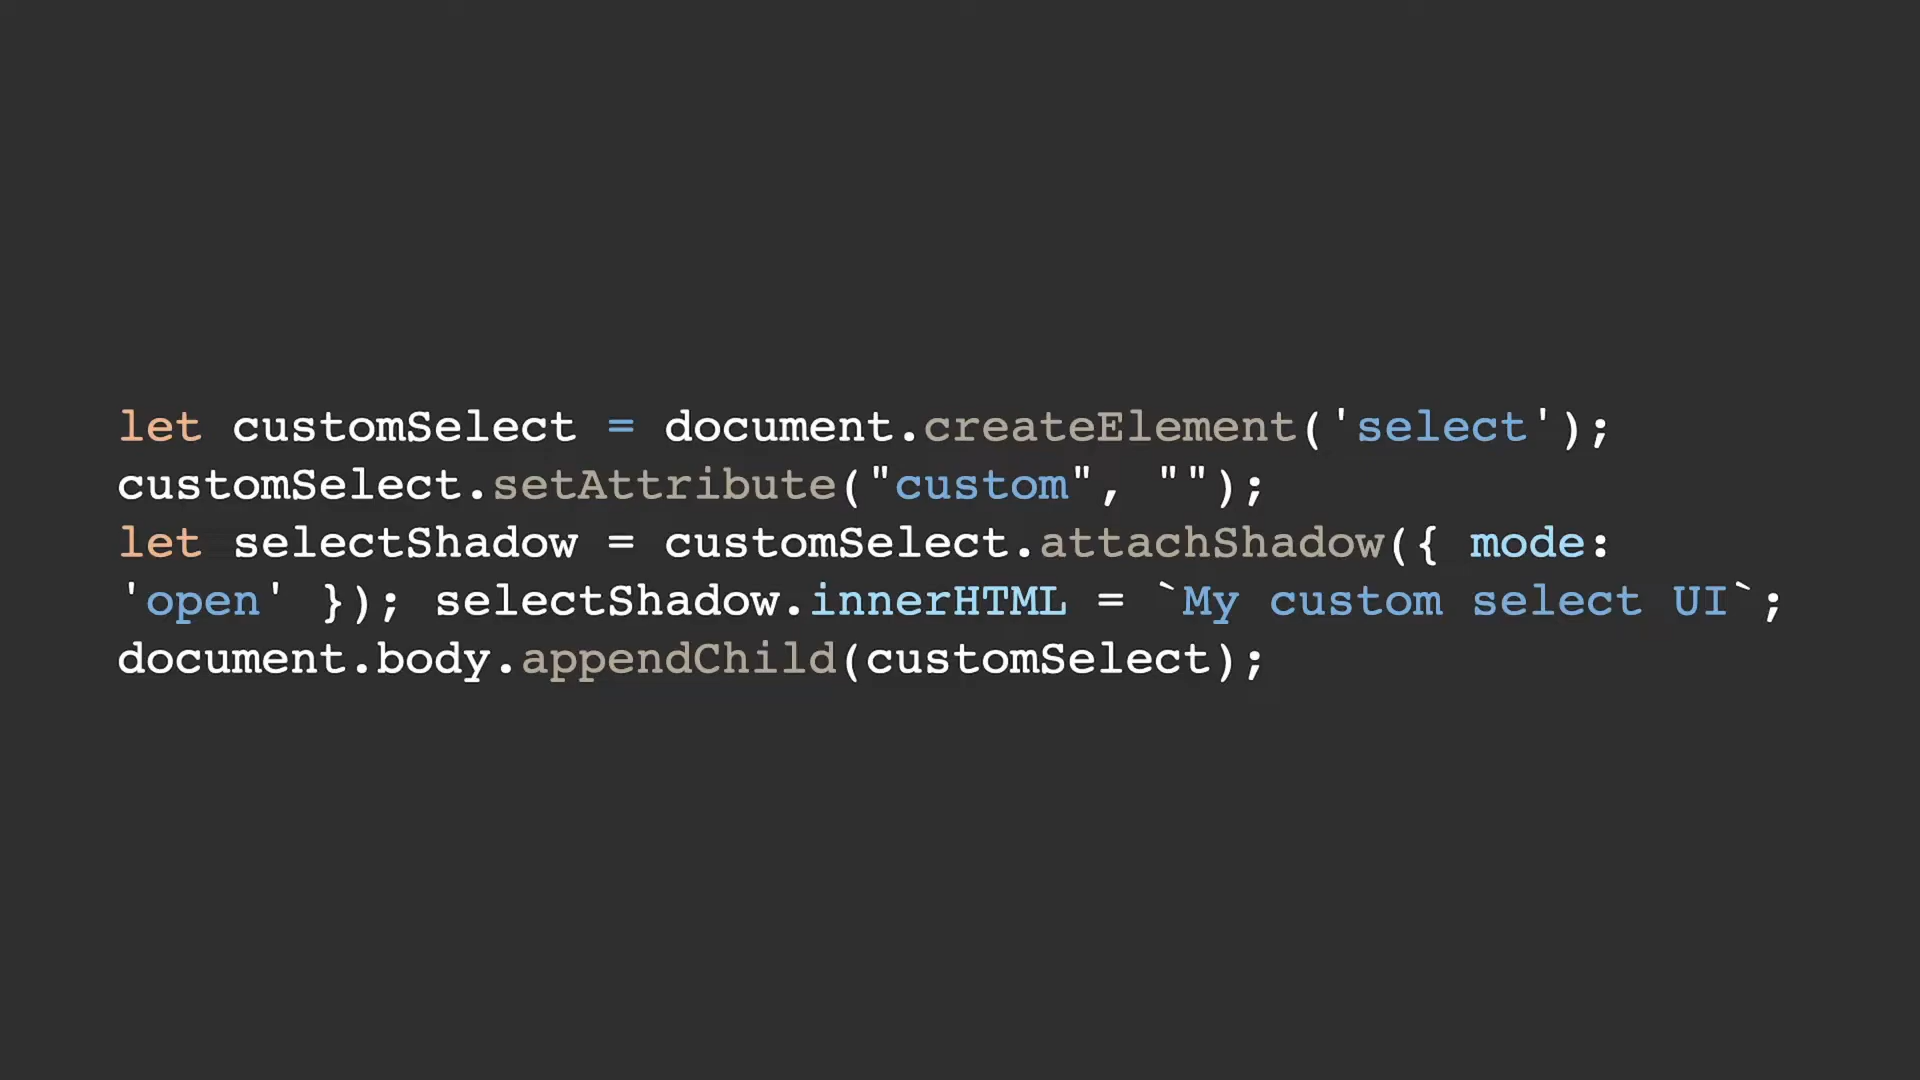 let customSelect = document.createElement('select');
customSelect.setAttribute("custom", "");
let selectShadow = customSelect.attachShadow({ mode:
'open' }); selectShadow.innerHTML = `My custom select UI`;
document.body.appendChild(customSelect);